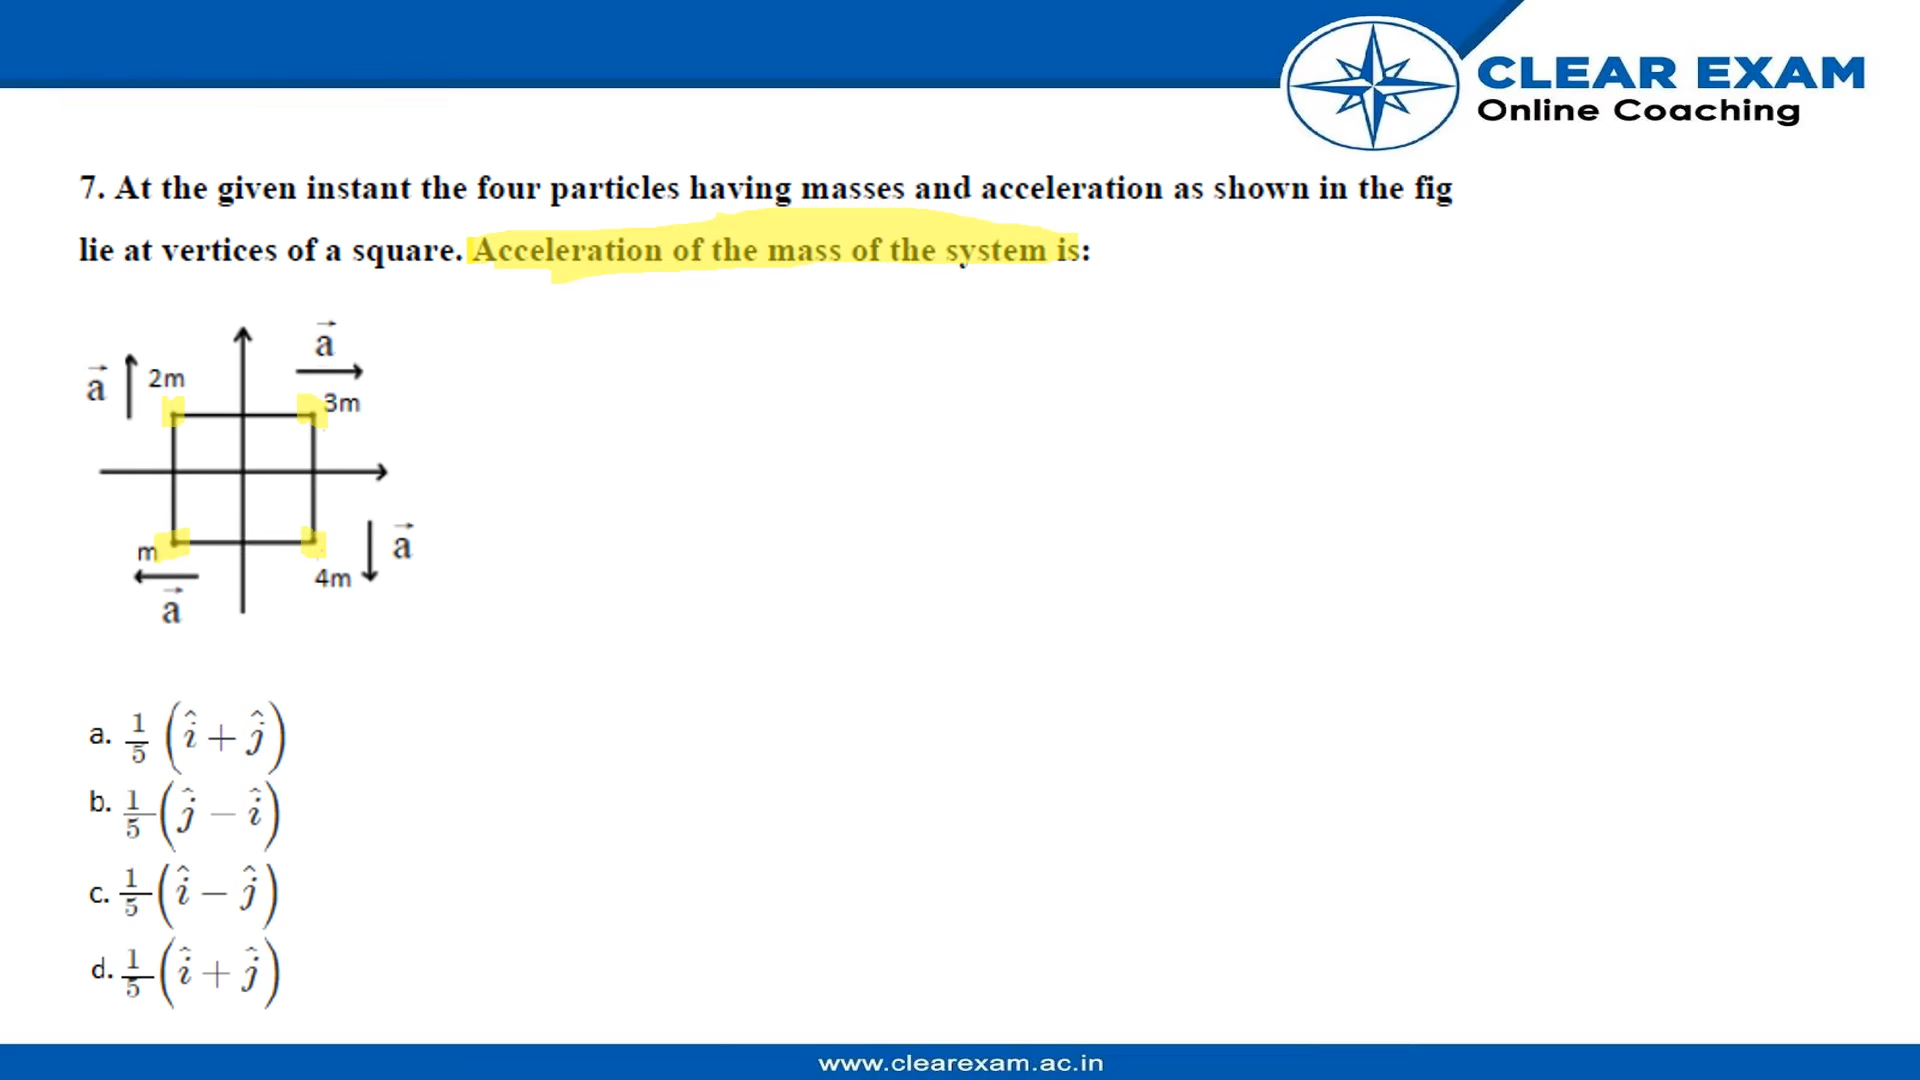 CLEAR EXAM
Online Coaching
7. At the given instant the four particles having masses and acceleration as shown in the fig
lie at vertices of a square. Acceleration of the mass of the system is:
a⃗
a⃗
2m
3m
m
a⃗
4m
a⃗
a. 1/5 (î + ĵ)
b. 1/5 (ĵ − î)
c. 1/5 (î − ĵ)
d. 1/5 (î + ĵ)
www.clearexam.ac.in